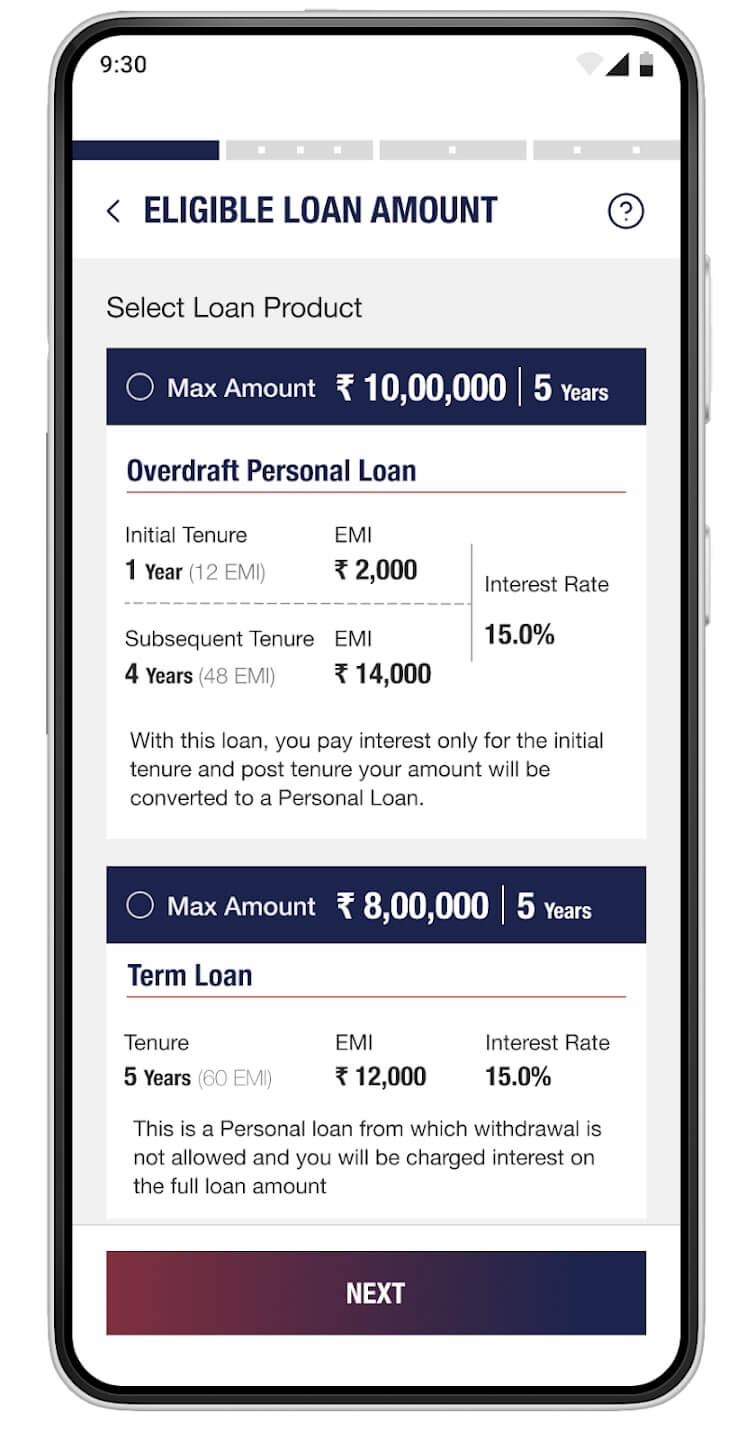 9:30
ELIGIBLE LOAN AMOUNT
Select Loan Product
Max Amount ₹ 10,00,000 | 5 Years
Overdraft Personal Loan
Initial Tenure EMI
1 Year (12 EMI) ₹ 2,000
Interest Rate
15.0%
Subsequent Tenure EMI
4 Years (48 EMI) ₹ 14,000
With this loan, you pay interest only for the initial
tenure and post tenure your amount will be
converted to a Personal Loan.
Max Amount ₹ 8,00,000 | 5 Years
Term Loan
Tenure EMI Interest Rate
5 Years (60 EMI) ₹ 12,000 15.0%
This is a Personal loan from which withdrawal is
not allowed and you will be charged interest on
the full loan amount
NEXT